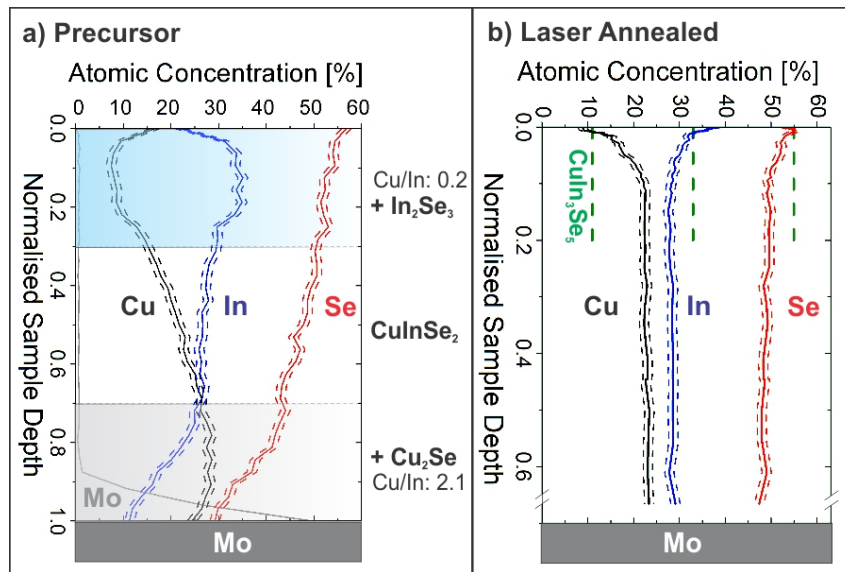 a) Precursor
Atomic Concentration [%]
0 10 20 30 40 50 60
Normalised Sample Depth
0.0
0.2
0.4
0.6
0.8
1.0
Cu
In
Se
Mo
Cu/In: 0.2
+ In₂Se₃
CuInSe₂
+ Cu₂Se
Cu/In: 2.1
Mo
b) Laser Annealed
Atomic Concentration [%]
0 10 20 30 40 50 60
Normalised Sample Depth
0.0
0.2
0.4
0.6
CuIn₃Se₅
Cu
In
Se
Mo